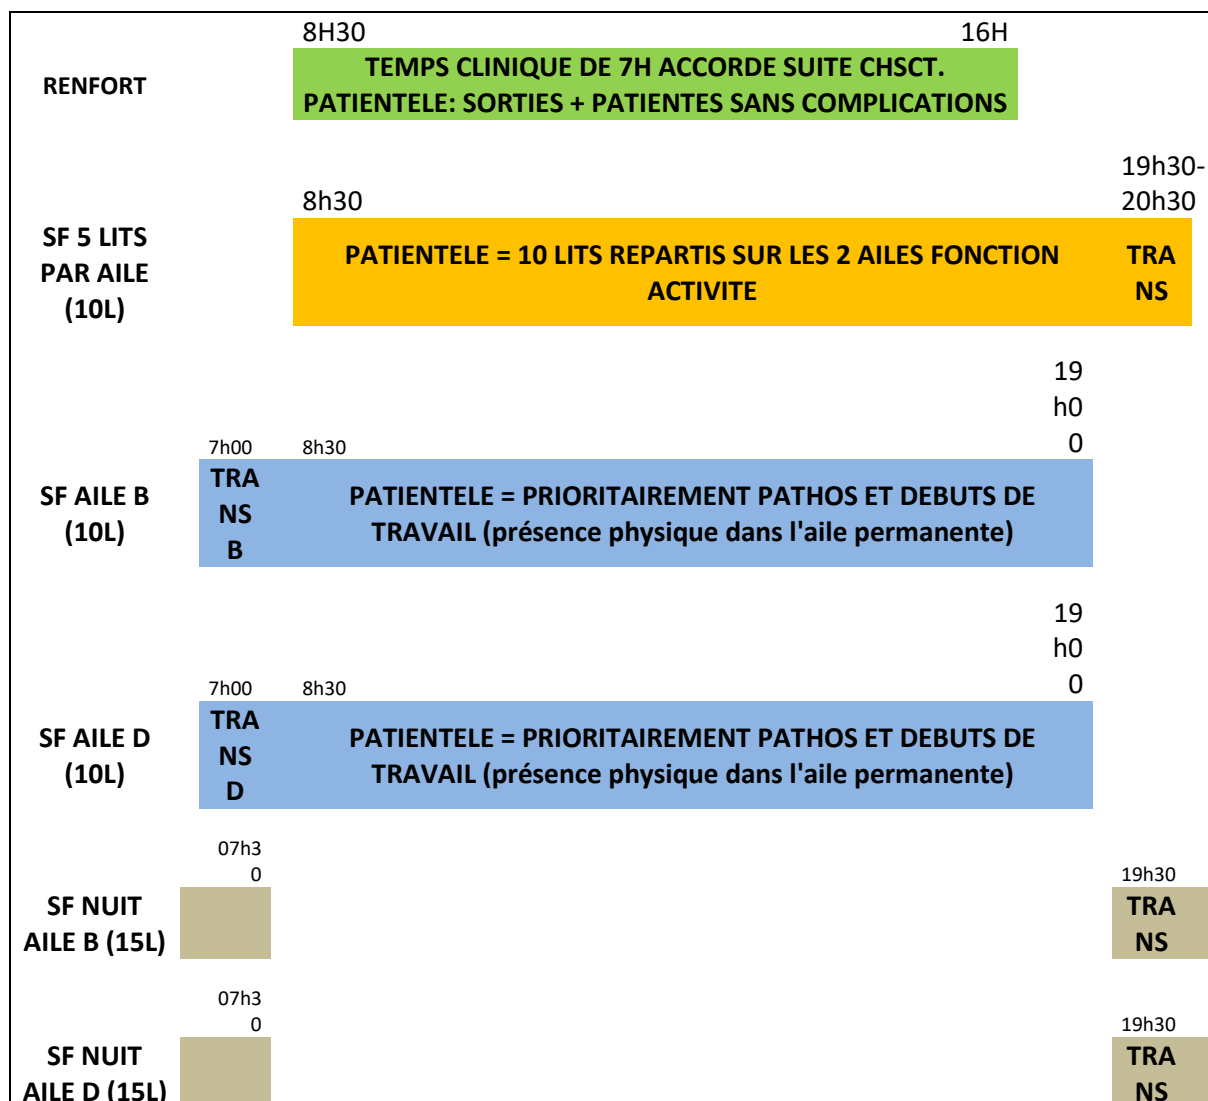 8H30 16H
RENFORT
TEMPS CLINIQUE DE 7H ACCORDE SUITE CHSCT.
PATIENTELE: SORTIES + PATIENTES SANS COMPLICATIONS
8h30
19h30-
20h30
SF 5 LITS
PAR AILE
(10L)
PATIENTELE = 10 LITS REPARTIS SUR LES 2 AILES FONCTION
ACTIVITE
TRA
NS
7h00 8h30
19
h0
0
SF AILE B
(10L)
TRA
NS
B
PATIENTELE = PRIORITAIREMENT PATHOS ET DEBUTS DE
TRAVAIL (présence physique dans l'aile permanente)
7h00 8h30
19
h0
0
SF AILE D
(10L)
TRA
NS
D
PATIENTELE = PRIORITAIREMENT PATHOS ET DEBUTS DE
TRAVAIL (présence physique dans l'aile permanente)
07h3
0
19h30
SF NUIT
AILE B (15L)
TRA
NS
07h3
0
19h30
SF NUIT
AILE D (15L)
TRA
NS